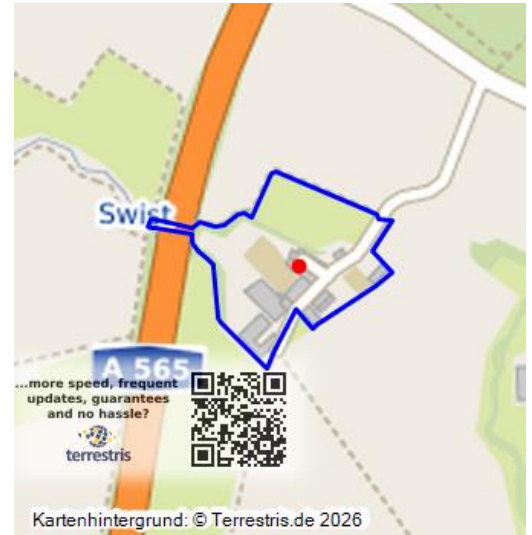 Swist
A 565
...more speed, frequent
updates, guarantees
and no hassle?
terrestris
Kartenhintergrund: © Terrestris.de 2026